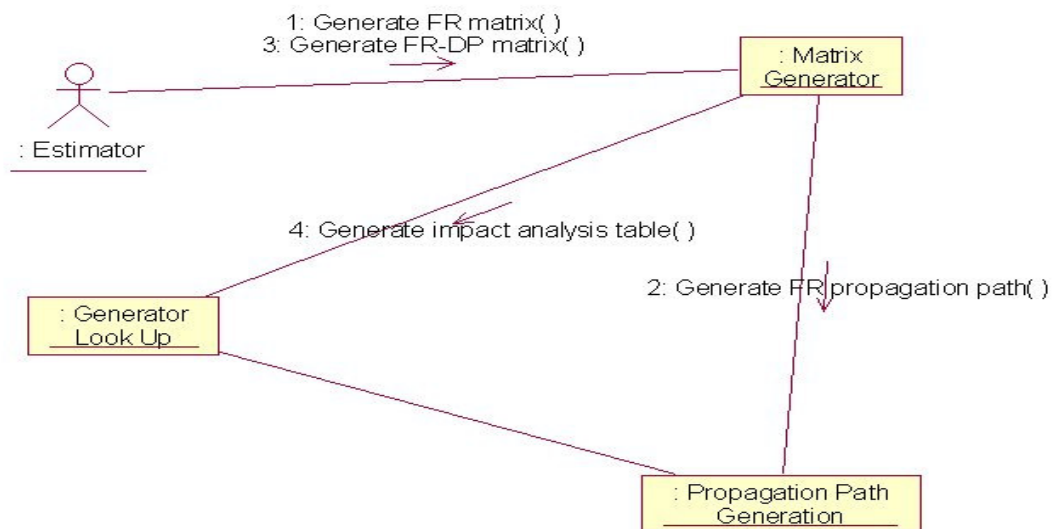 1: Generate FR matrix( )
3: Generate FR-DP matrix( )
: Matrix
Generator
: Estimator
4: Generate impact analysis table( )
2: Generate FR propagation path( )
: Generator
Look Up
: Propagation Path
Generation